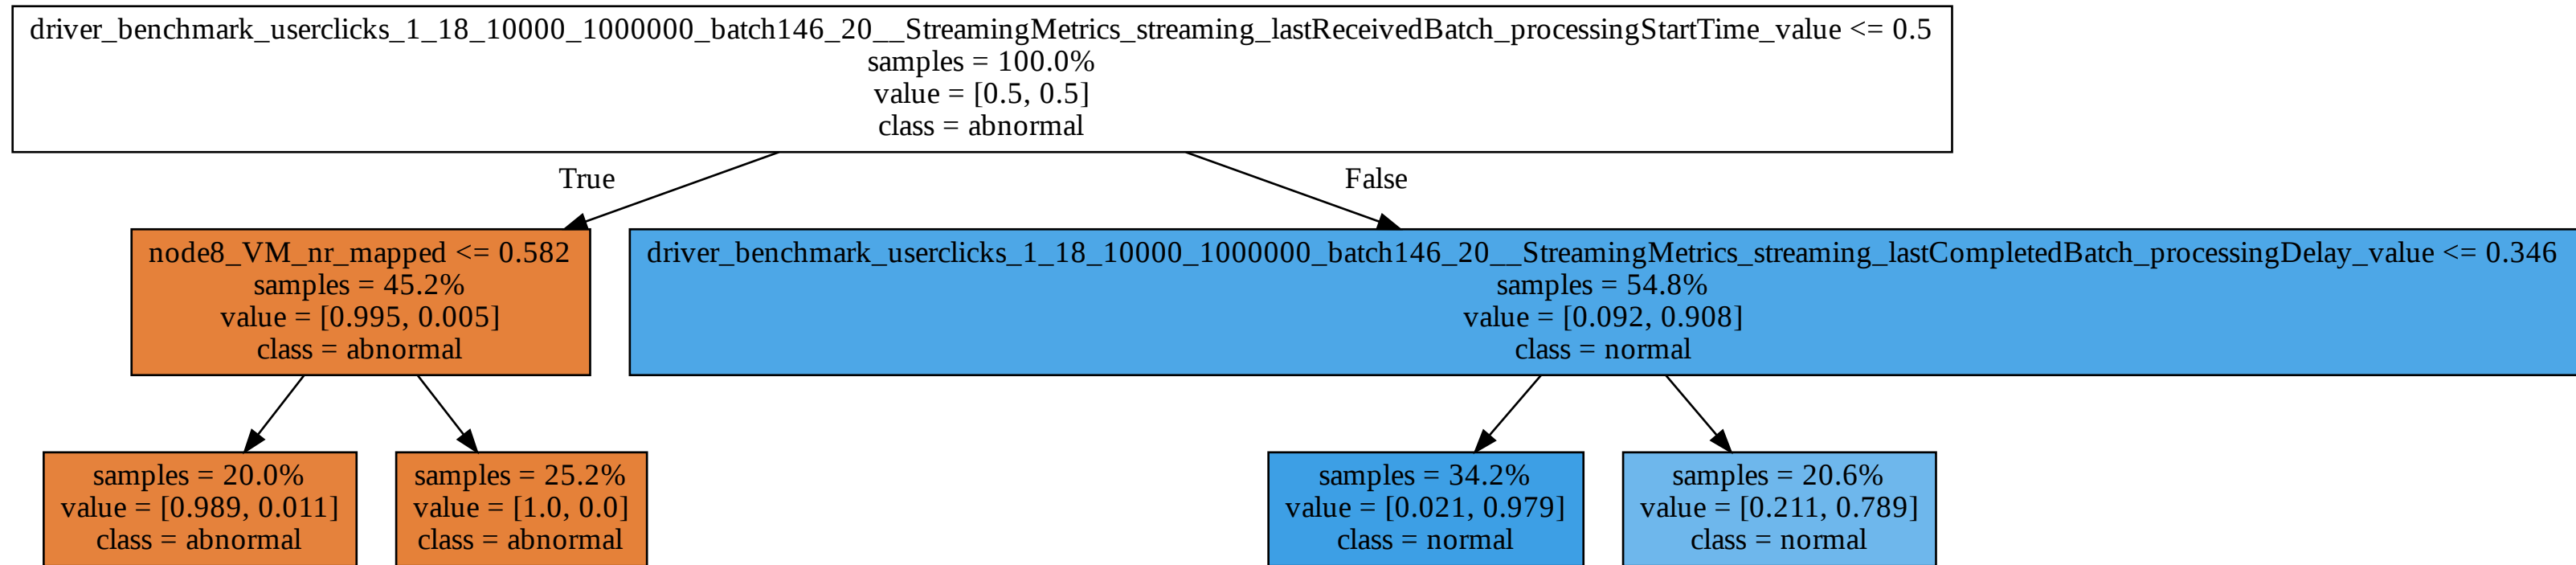 driver_benchmark_userclicks_1_18_10000_1000000_batch146_20__StreamingMetrics_streaming_lastReceivedBatch_processingStartTime_value <= 0.5
samples = 100.0%
value = [0.5, 0.5]
class = abnormal
True
False
node8_VM_nr_mapped <= 0.582
samples = 45.2%
value = [0.995, 0.005]
class = abnormal
driver_benchmark_userclicks_1_18_10000_1000000_batch146_20__StreamingMetrics_streaming_lastCompletedBatch_processingDelay_value <= 0.346
samples = 54.8%
value = [0.092, 0.908]
class = normal
samples = 20.0%
value = [0.989, 0.011]
class = abnormal
samples = 25.2%
value = [1.0, 0.0]
class = abnormal
samples = 34.2%
value = [0.021, 0.979]
class = normal
samples = 20.6%
value = [0.211, 0.789]
class = normal